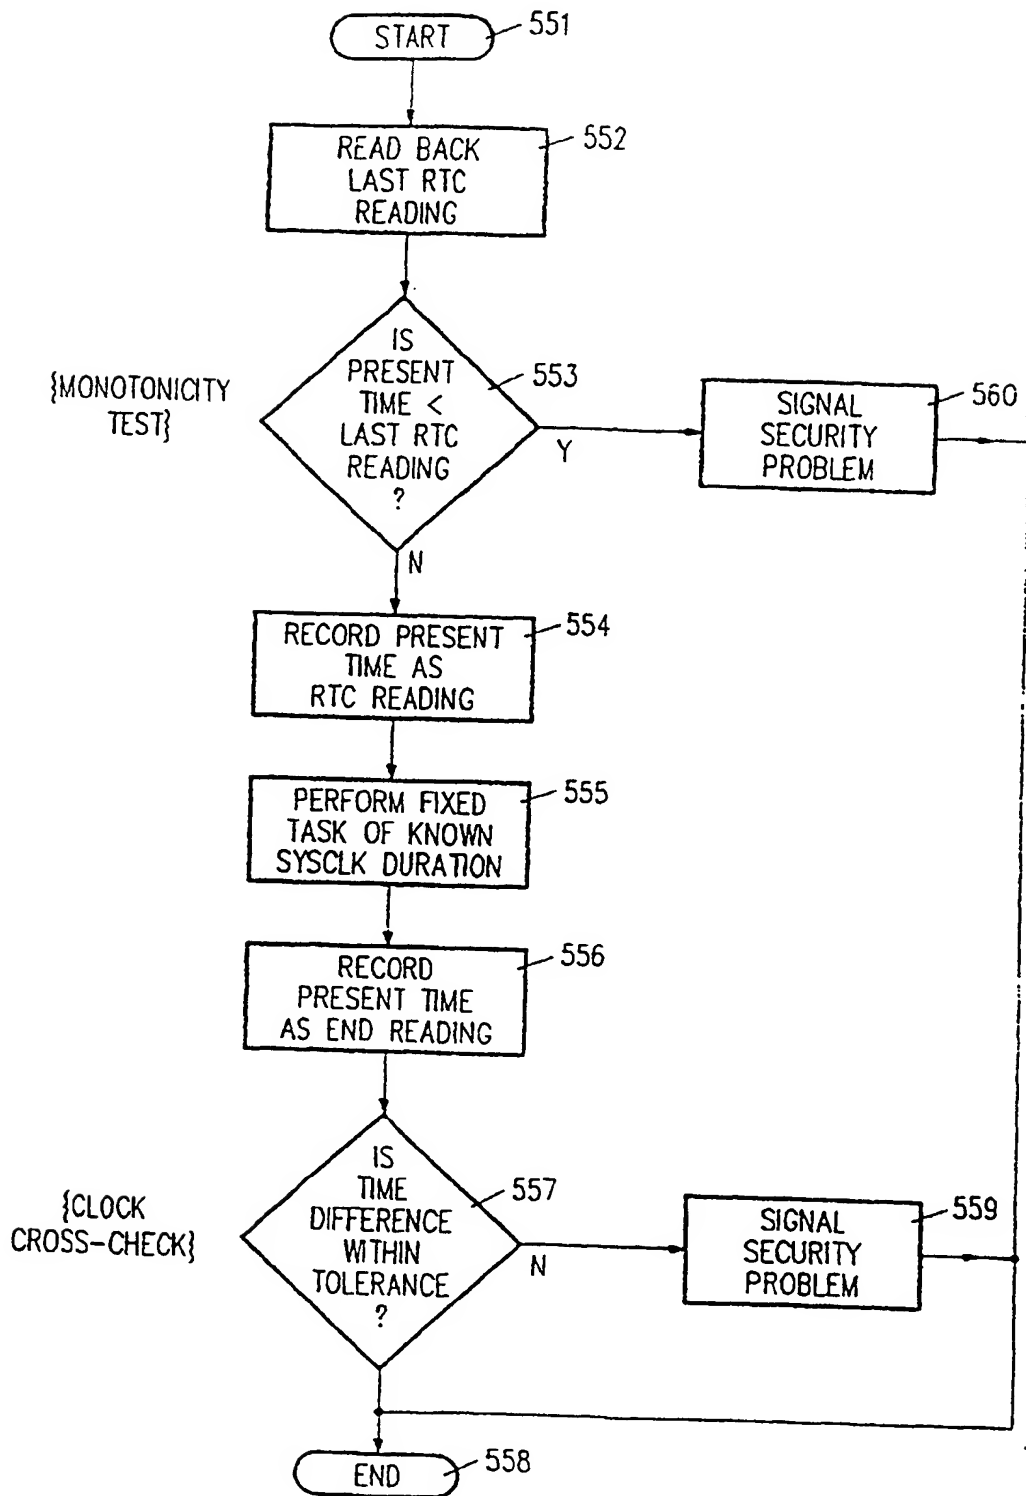 START
551
READ BACK
LAST RTC
READING
552
{MONOTONICITY
TEST}
IS
PRESENT
TIME <
LAST RTC
READING
?
553
Y
N
SIGNAL
SECURITY
PROBLEM
560
RECORD PRESENT
TIME AS
RTC READING
554
PERFORM FIXED
TASK OF KNOWN
SYSCLK DURATION
555
RECORD
PRESENT TIME
AS END READING
556
{CLOCK
CROSS-CHECK}
IS
TIME
DIFFERENCE
WITHIN
TOLERANCE
?
557
N
SIGNAL
SECURITY
PROBLEM
559
END
558